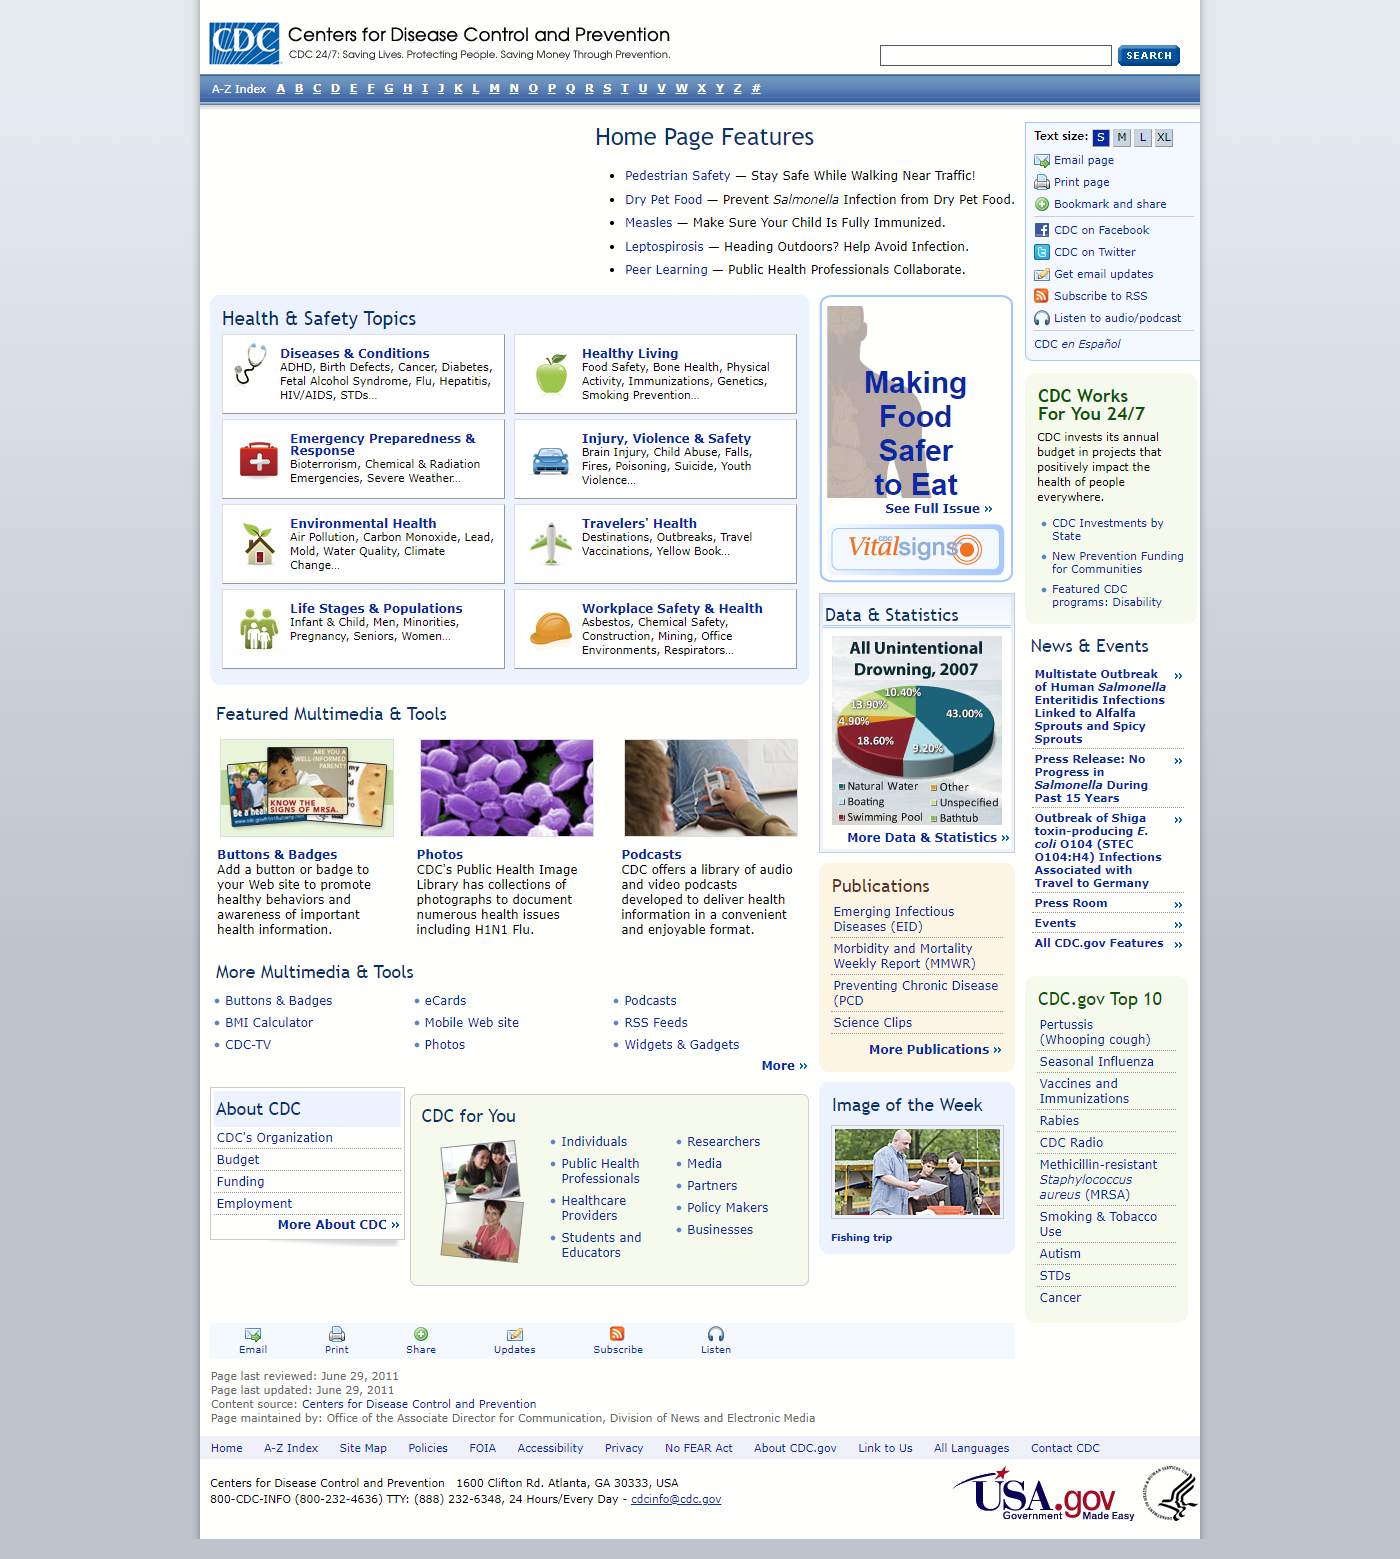 CDC Centers for Disease Control and Prevention
CDC 24/7: Saving Lives. Protecting People. Saving Money Through Prevention.
SEARCH
A-Z Index A B C D E F G H I J K L M N O P Q R S T U V W X Y Z #
Home Page Features
Pedestrian Safety — Stay Safe While Walking Near Traffic!
Dry Pet Food — Prevent Salmonella Infection from Dry Pet Food.
Measles — Make Sure Your Child Is Fully Immunized.
Leptospirosis — Heading Outdoors? Help Avoid Infection.
Peer Learning — Public Health Professionals Collaborate.
Text size: S M L XL
Email page
Print page
Bookmark and share
CDC on Facebook
CDC on Twitter
Get email updates
Subscribe to RSS
Listen to audio/podcast
CDC en Español
Health & Safety Topics
Diseases & Conditions
ADHD, Birth Defects, Cancer, Diabetes,
Fetal Alcohol Syndrome, Flu, Hepatitis,
HIV/AIDS, STDs...
Healthy Living
Food Safety, Bone Health, Physical
Activity, Immunizations, Genetics,
Smoking Prevention...
Emergency Preparedness &
Response
Bioterrorism, Chemical & Radiation
Emergencies, Severe Weather...
Injury, Violence & Safety
Brain Injury, Child Abuse, Falls,
Fires, Poisoning, Suicide, Youth
Violence...
Environmental Health
Air Pollution, Carbon Monoxide, Lead,
Mold, Water Quality, Climate
Change...
Travelers' Health
Destinations, Outbreaks, Travel
Vaccinations, Yellow Book...
Life Stages & Populations
Infant & Child, Men, Minorities,
Pregnancy, Seniors, Women...
Workplace Safety & Health
Asbestos, Chemical Safety,
Construction, Mining, Office
Environments, Respirators...
Making
Food
Safer
to Eat
See Full Issue »
CDC
Vitalsigns
CDC Works
For You 24/7
CDC invests its annual
budget in projects that
positively impact the
health of people
everywhere.
CDC Investments by
State
New Prevention Funding
for Communities
Featured CDC
programs: Disability
Data & Statistics
All Unintentional
Drowning, 2007
10.40%
13.90%
43.00%
4.90%
18.60%
9.20%
Natural Water Other
Boating Unspecified
Swimming Pool Bathtub
More Data & Statistics »
News & Events
Multistate Outbreak »
of Human Salmonella
Enteritidis Infections
Linked to Alfalfa
Sprouts and Spicy
Sprouts
Press Release: No »
Progress in
Salmonella During
Past 15 Years
Outbreak of Shiga »
toxin-producing E.
coli O104 (STEC
O104:H4) Infections
Associated with
Travel to Germany
Press Room »
Events »
All CDC.gov Features »
Featured Multimedia & Tools
ARE YOU A
WELL-INFORMED
PARENT?
KNOW THE
SIGNS OF MRSA.
Buttons & Badges
Add a button or badge to
your Web site to promote
healthy behaviors and
awareness of important
health information.
Photos
CDC's Public Health Image
Library has collections of
photographs to document
numerous health issues
including H1N1 Flu.
Podcasts
CDC offers a library of audio
and video podcasts
developed to deliver health
information in a convenient
and enjoyable format.
Publications
Emerging Infectious
Diseases (EID)
Morbidity and Mortality
Weekly Report (MMWR)
Preventing Chronic Disease
(PCD
Science Clips
More Publications »
More Multimedia & Tools
Buttons & Badges
BMI Calculator
CDC-TV
eCards
Mobile Web site
Photos
Podcasts
RSS Feeds
Widgets & Gadgets
More »
CDC.gov Top 10
Pertussis
(Whooping cough)
Seasonal Influenza
Vaccines and
Immunizations
Rabies
CDC Radio
Methicillin-resistant
Staphylococcus
aureus (MRSA)
Smoking & Tobacco
Use
Autism
STDs
Cancer
About CDC
CDC's Organization
Budget
Funding
Employment
More About CDC »
CDC for You
Individuals
Public Health
Professionals
Healthcare
Providers
Students and
Educators
Researchers
Media
Partners
Policy Makers
Businesses
Image of the Week
Fishing trip
Email Print Share Updates Subscribe Listen
Page last reviewed: June 29, 2011
Page last updated: June 29, 2011
Content source: Centers for Disease Control and Prevention
Page maintained by: Office of the Associate Director for Communication, Division of News and Electronic Media
Home A-Z Index Site Map Policies FOIA Accessibility Privacy No FEAR Act About CDC.gov Link to Us All Languages Contact CDC
Centers for Disease Control and Prevention 1600 Clifton Rd. Atlanta, GA 30333, USA
800-CDC-INFO (800-232-4636) TTY: (888) 232-6348, 24 Hours/Every Day - cdcinfo@cdc.gov
USA.gov
Government Made Easy